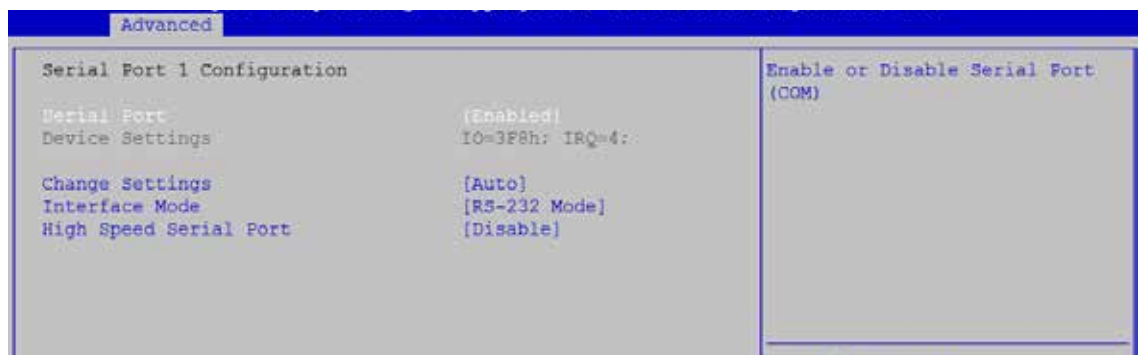 Advanced
Serial Port 1 Configuration
Serial Port [Enabled]
Device Settings IO=3F8h; IRQ=4;
Change Settings [Auto]
Interface Mode [RS-232 Mode]
High Speed Serial Port [Disable]
Enable or Disable Serial Port
(COM)